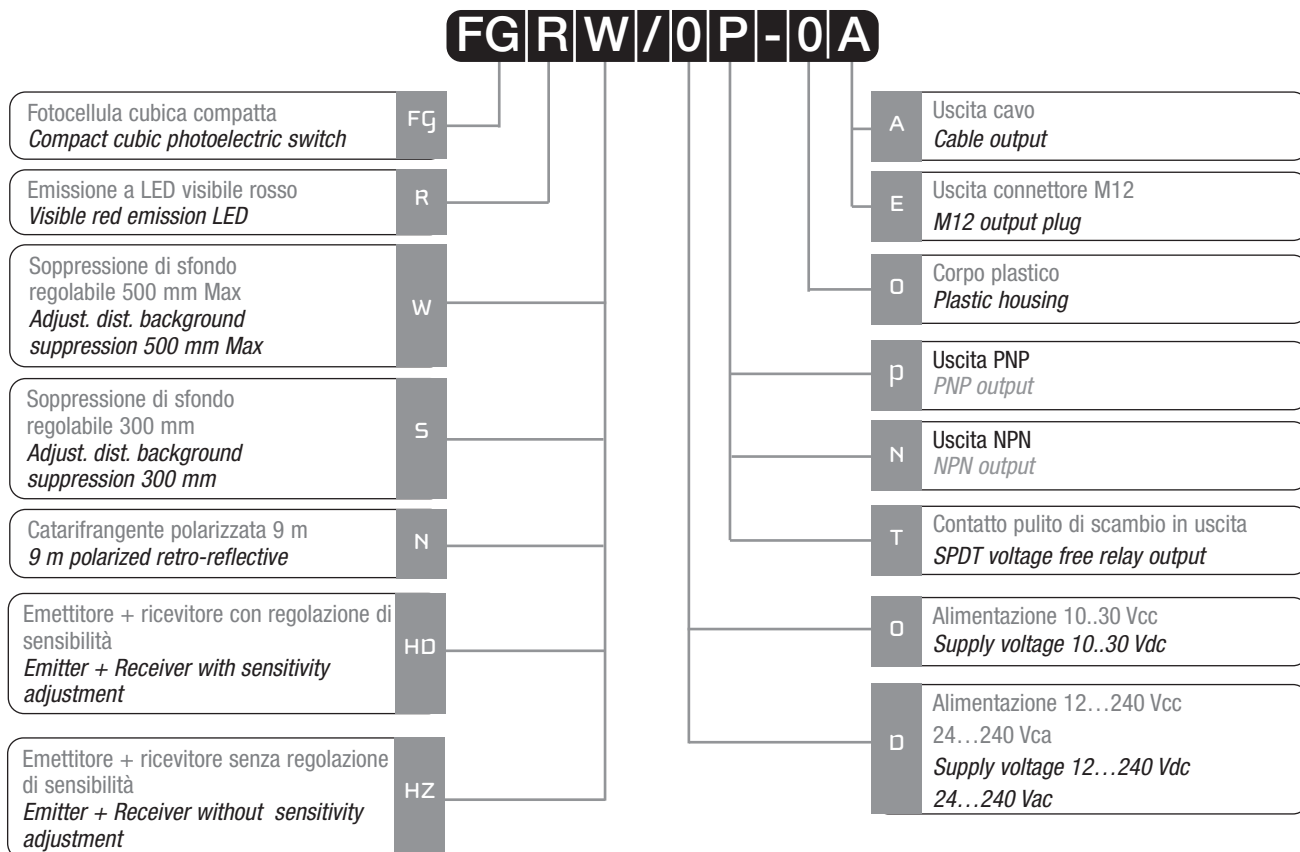 FGRW/0P-0A
Fotocellula cubica compatta
Compact cubic photoelectric switch
FG
Emissione a LED visibile rosso
Visible red emission LED
R
Soppressione di sfondo
regolabile 500 mm Max
Adjust. dist. background
suppression 500 mm Max
W
Soppressione di sfondo
regolabile 300 mm
Adjust. dist. background
suppression 300 mm
S
Catarifrangente polarizzata 9 m
9 m polarized retro-reflective
N
Emettitore + ricevitore con regolazione di
sensibilità
Emitter + Receiver with sensitivity
adjustment
HD
Emettitore + ricevitore senza regolazione
di sensibilità
Emitter + Receiver without sensitivity
adjustment
HZ
A
Uscita cavo
Cable output
E
Uscita connettore M12
M12 output plug
0
Corpo plastico
Plastic housing
P
Uscita PNP
PNP output
N
Uscita NPN
NPN output
T
Contatto pulito di scambio in uscita
SPDT voltage free relay output
0
Alimentazione 10..30 Vcc
Supply voltage 10..30 Vdc
D
Alimentazione 12...240 Vcc
24...240 Vca
Supply voltage 12...240 Vdc
24...240 Vac